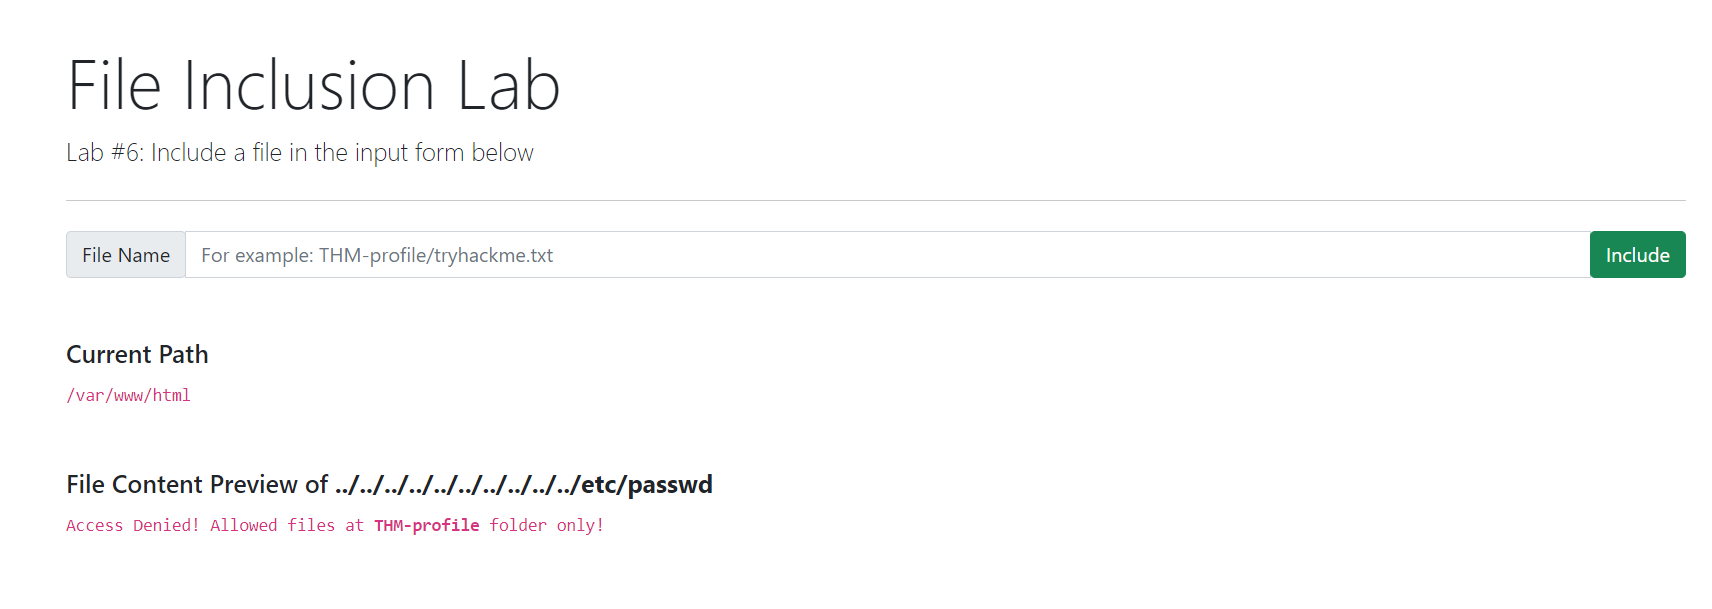 File Inclusion Lab
Lab #6: Include a file in the input form below
File Name For example: THM-profile/tryhackme.txt Include
Current Path
/var/www/html
File Content Preview of ../../../../../../../../../../etc/passwd
Access Denied! Allowed files at THM-profile folder only!